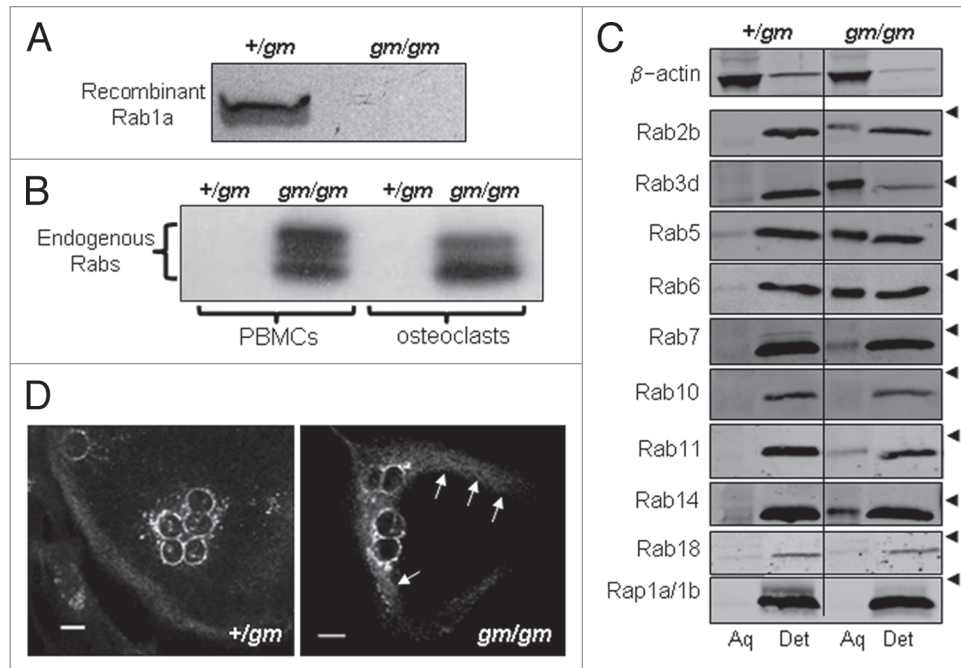 A
+/gm gm/gm
Recombinant
Rab1a
B
+/gm gm/gm +/gm gm/gm
Endogenous
Rabs
PBMCs osteoclasts
D
+/gm
gm/gm
C
+/gm gm/gm
β-actin
Rab2b
Rab3d
Rab5
Rab6
Rab7
Rab10
Rab11
Rab14
Rab18
Rap1a/1b
Aq Det Aq Det